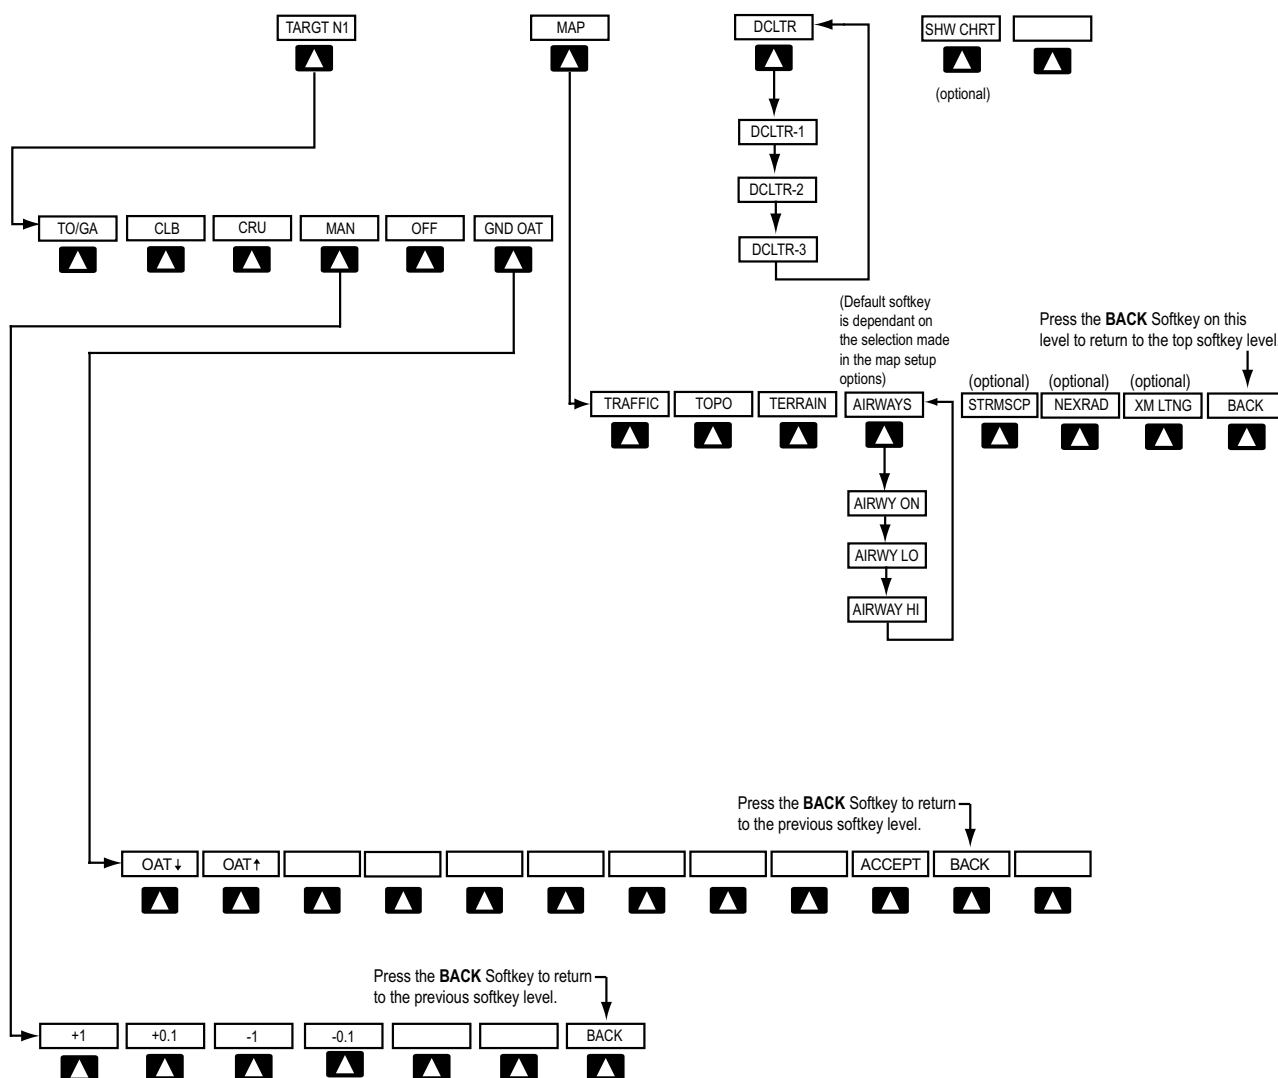 TARGT N1
MAP
DCLTR
SHW CHRT
(optional)
DCLTR-1
DCLTR-2
DCLTR-3
TO/GA
CLB
CRU
MAN
OFF
GND OAT
(Default softkey
is dependant on
the selection made
in the map setup
options)
Press the BACK Softkey on this
level to return to the top softkey level
(optional)
(optional)
(optional)
TRAFFIC
TOPO
TERRAIN
AIRWAYS
STRMSCP
NEXRAD
XM LTNG
BACK
AIRWY ON
AIRWY LO
AIRWAY HI
Press the BACK Softkey to return
to the previous softkey level.
OAT↓
OAT↑
ACCEPT
BACK
Press the BACK Softkey to return
to the previous softkey level.
+1
+0.1
-1
-0.1
BACK